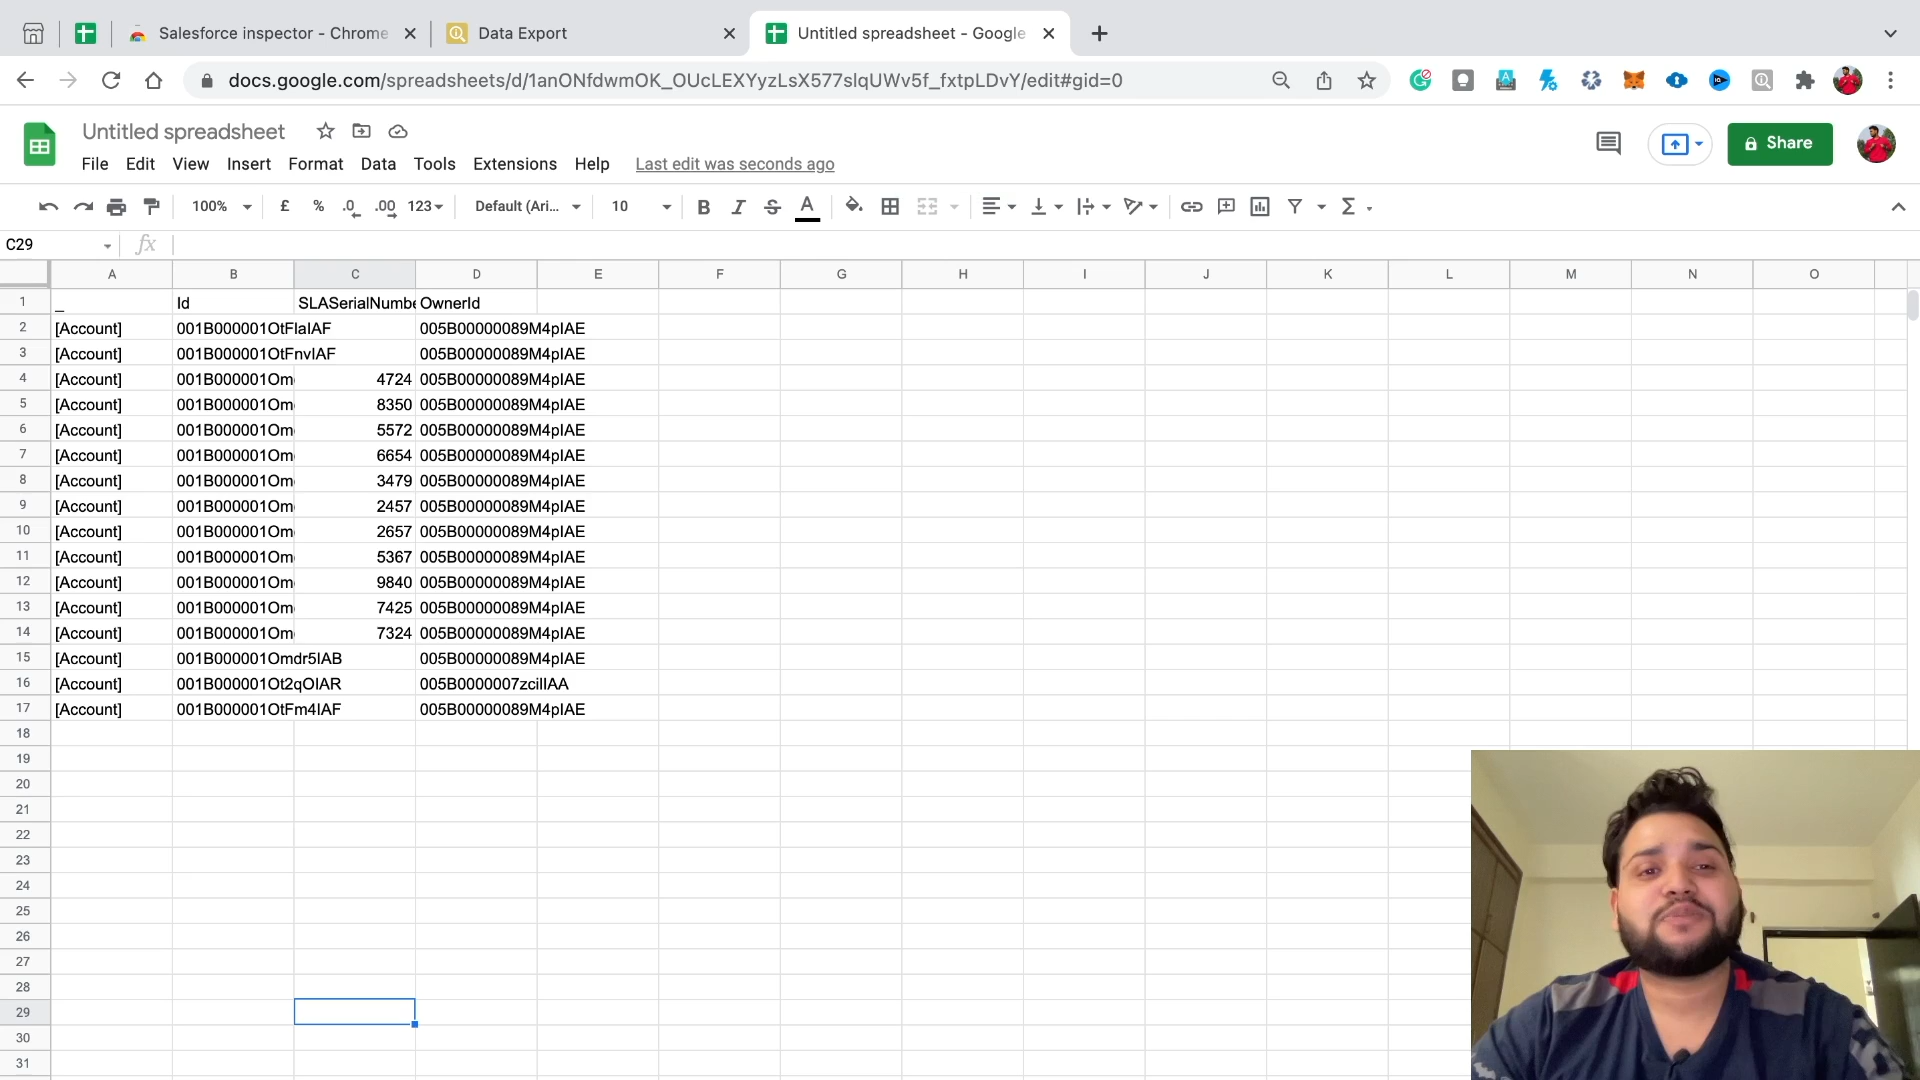 Salesforce inspector - Chrome
Data Export
Untitled spreadsheet - Google
docs.google.com/spreadsheets/d/1anONfdwmOK_OUcLEXYyzLsX577slqUWv5f_fxtpLDvY/edit#gid=0
Untitled spreadsheet
File Edit View Insert Format Data Tools Extensions Help Last edit was seconds ago
Share
100% £ % .0 .00 123 Default (Ari... 10 B I S A Σ
C29 fx
A B C D E F G H I J K L M N O
1 _ Id SLASerialNumbe OwnerId
2 [Account] 001B000001OtFlaIAF 005B00000089M4pIAE
3 [Account] 001B000001OtFnvIAF 005B00000089M4pIAE
4 [Account] 001B000001Om 4724 005B00000089M4pIAE
5 [Account] 001B000001Om 8350 005B00000089M4pIAE
6 [Account] 001B000001Om 5572 005B00000089M4pIAE
7 [Account] 001B000001Om 6654 005B00000089M4pIAE
8 [Account] 001B000001Om 3479 005B00000089M4pIAE
9 [Account] 001B000001Om 2457 005B00000089M4pIAE
10 [Account] 001B000001Om 2657 005B00000089M4pIAE
11 [Account] 001B000001Om 5367 005B00000089M4pIAE
12 [Account] 001B000001Om 9840 005B00000089M4pIAE
13 [Account] 001B000001Om 7425 005B00000089M4pIAE
14 [Account] 001B000001Om 7324 005B00000089M4pIAE
15 [Account] 001B000001Omdr5IAB 005B00000089M4pIAE
16 [Account] 001B000001Ot2qOIAR 005B0000007zcilIAA
17 [Account] 001B000001OtFm4IAF 005B00000089M4pIAE
18
19
20
21
22
23
24
25
26
27
28
29
30
31